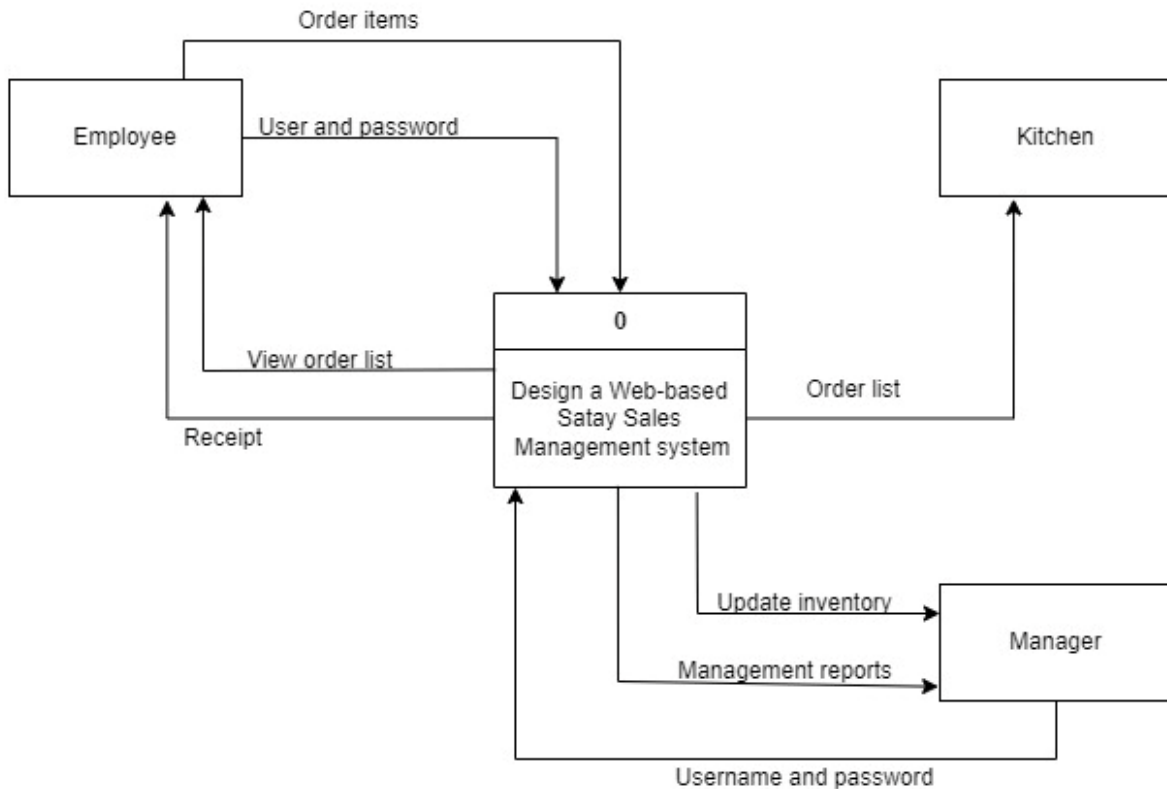 Order items
Employee
User and password
Kitchen
0
View order list
Design a Web-based
Satay Sales
Management system
Order list
Receipt
Update inventory
Manager
Management reports
Username and password